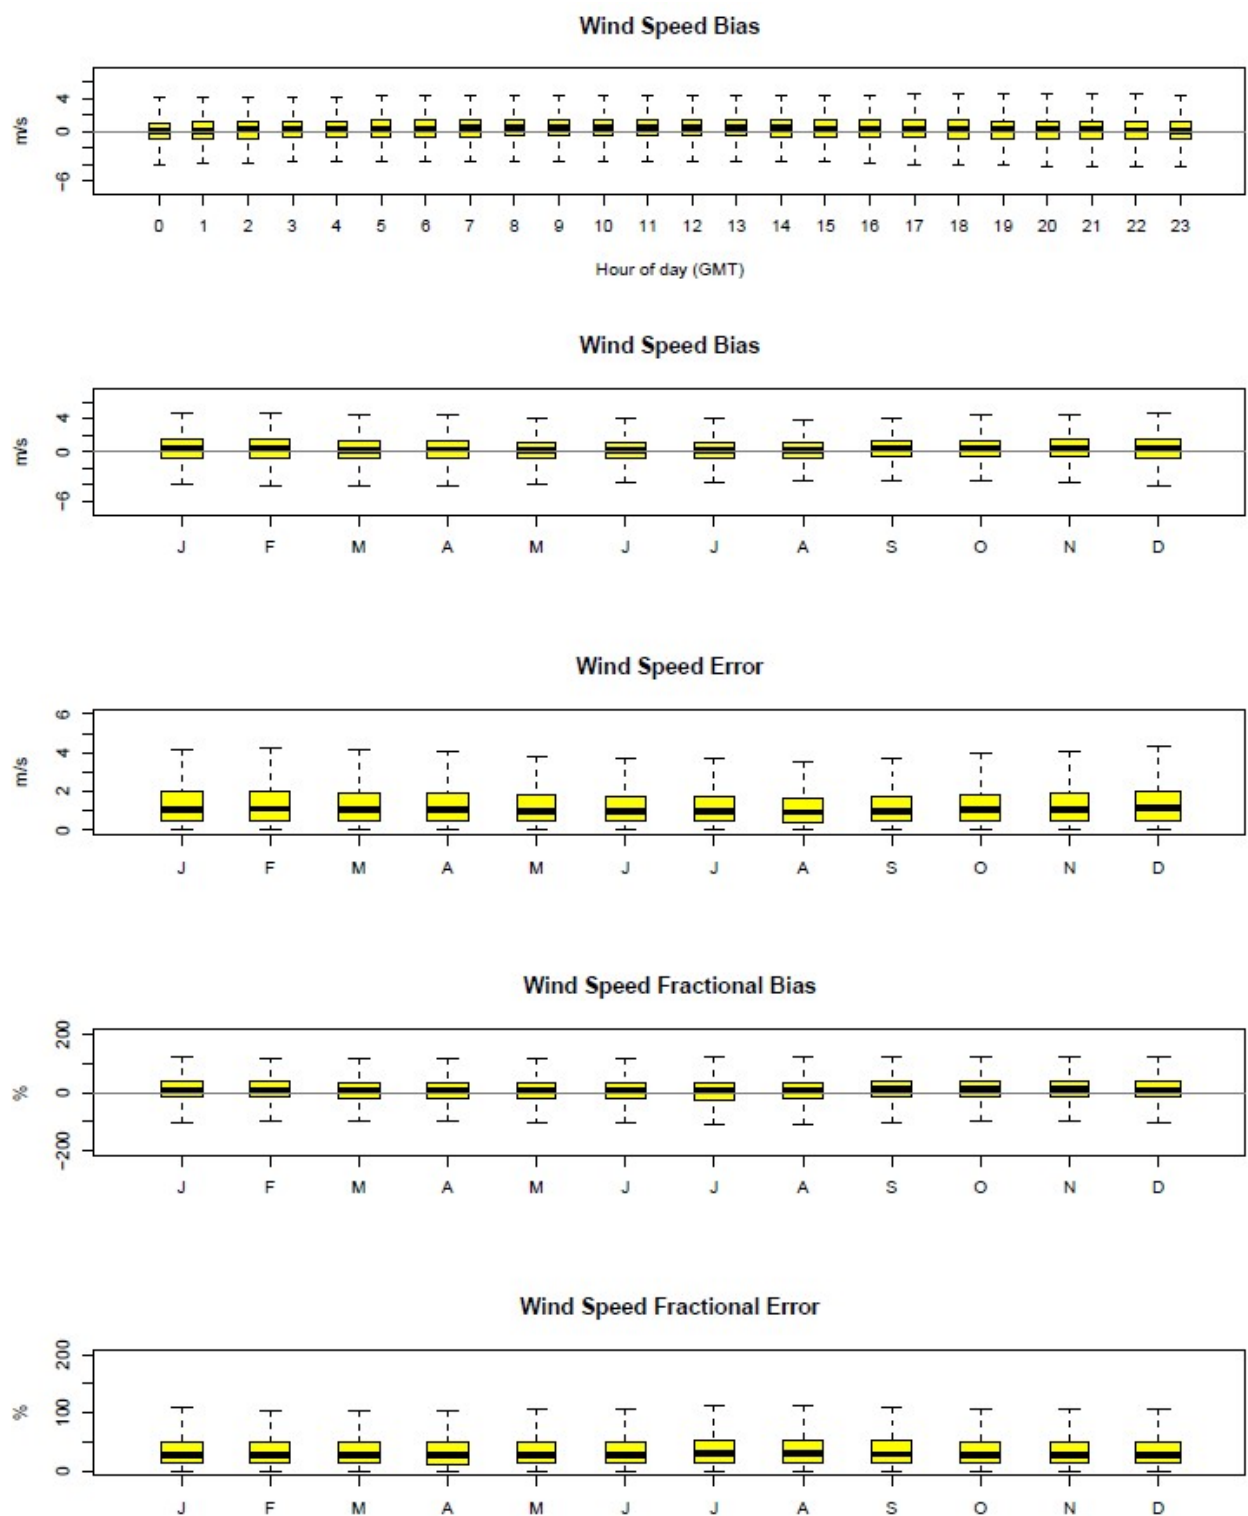 Wind Speed Bias
4
0
−6
m/s
0 1 2 3 4 5 6 7 8 9 10 11 12 13 14 15 16 17 18 19 20 21 22 23
Hour of day (GMT)
Wind Speed Bias
4
0
−6
m/s
J F M A M J J A S O N D
Wind Speed Error
6
4
2
0
m/s
J F M A M J J A S O N D
Wind Speed Fractional Bias
200
0
−200
%
J F M A M J J A S O N D
Wind Speed Fractional Error
200
100
0
%
J F M A M J J A S O N D